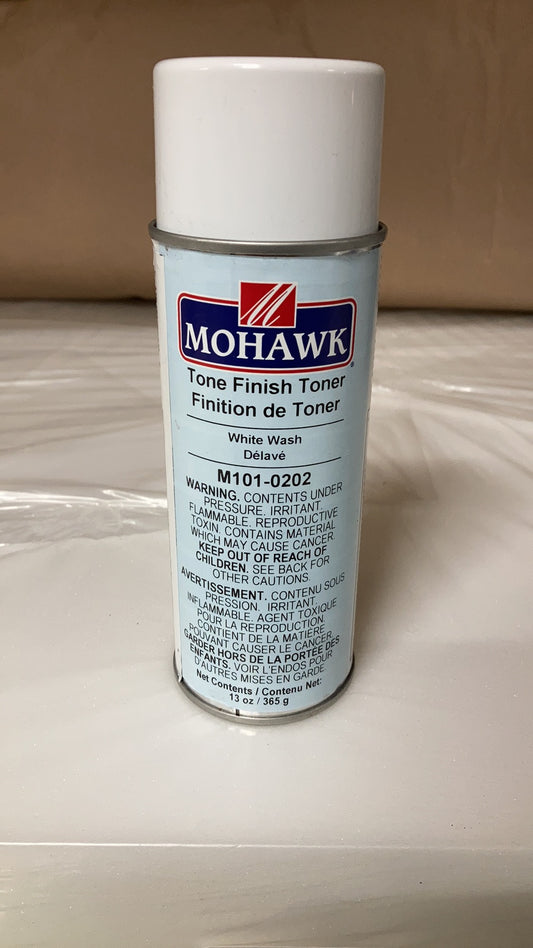 MOHAWK®
Tone Finish Toner
Finition de Toner
White Wash
Délavé
M101-0202
WARNING. CONTENTS UNDER
PRESSURE. IRRITANT.
FLAMMABLE. REPRODUCTIVE
TOXIN. CONTAINS MATERIAL
WHICH MAY CAUSE CANCER.
KEEP OUT OF REACH OF
CHILDREN. SEE BACK FOR
OTHER CAUTIONS.
AVERTISSEMENT. CONTENU SOUS
PRESSION. IRRITANT.
INFLAMMABLE. AGENT TOXIQUE
POUR LA REPRODUCTION.
CONTIENT DE LA MATIÈRE
POUVANT CAUSER LE CANCER.
GARDER HORS DE LA PORTÉE DES
ENFANTS. VOIR L'ENDOS POUR
D'AUTRES MISES EN GARDE.
Net Contents / Contenu Net:
13 oz / 365 g